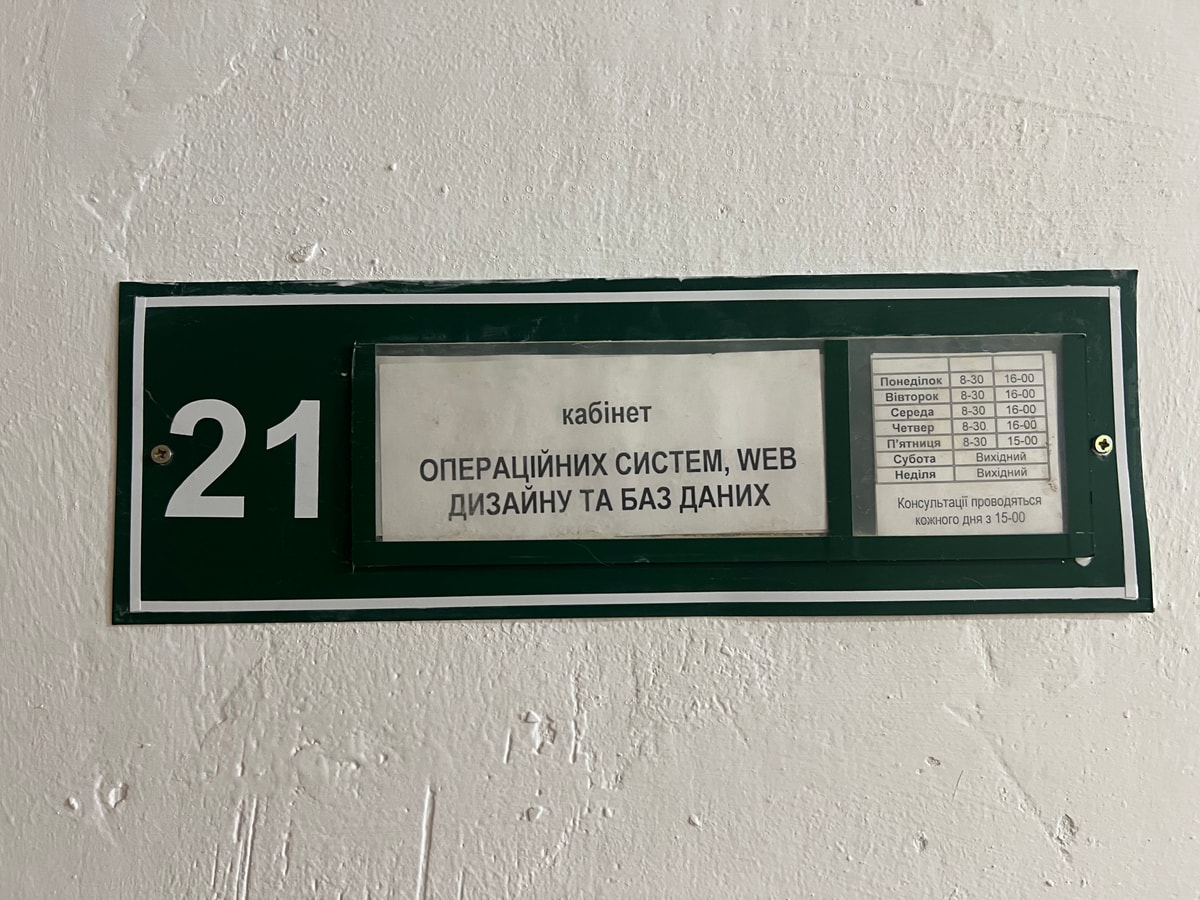 21
кабінет
ОПЕРАЦІЙНИХ СИСТЕМ, WEB
ДИЗАЙНУ ТА БАЗ ДАНИХ
Понеділок 8-30 16-00
Вівторок 8-30 16-00
Середа 8-30 16-00
Четвер 8-30 16-00
П'ятниця 8-30 15-00
Субота Вихідний
Неділя Вихідний
Консультації проводяться
кожного дня з 15-00